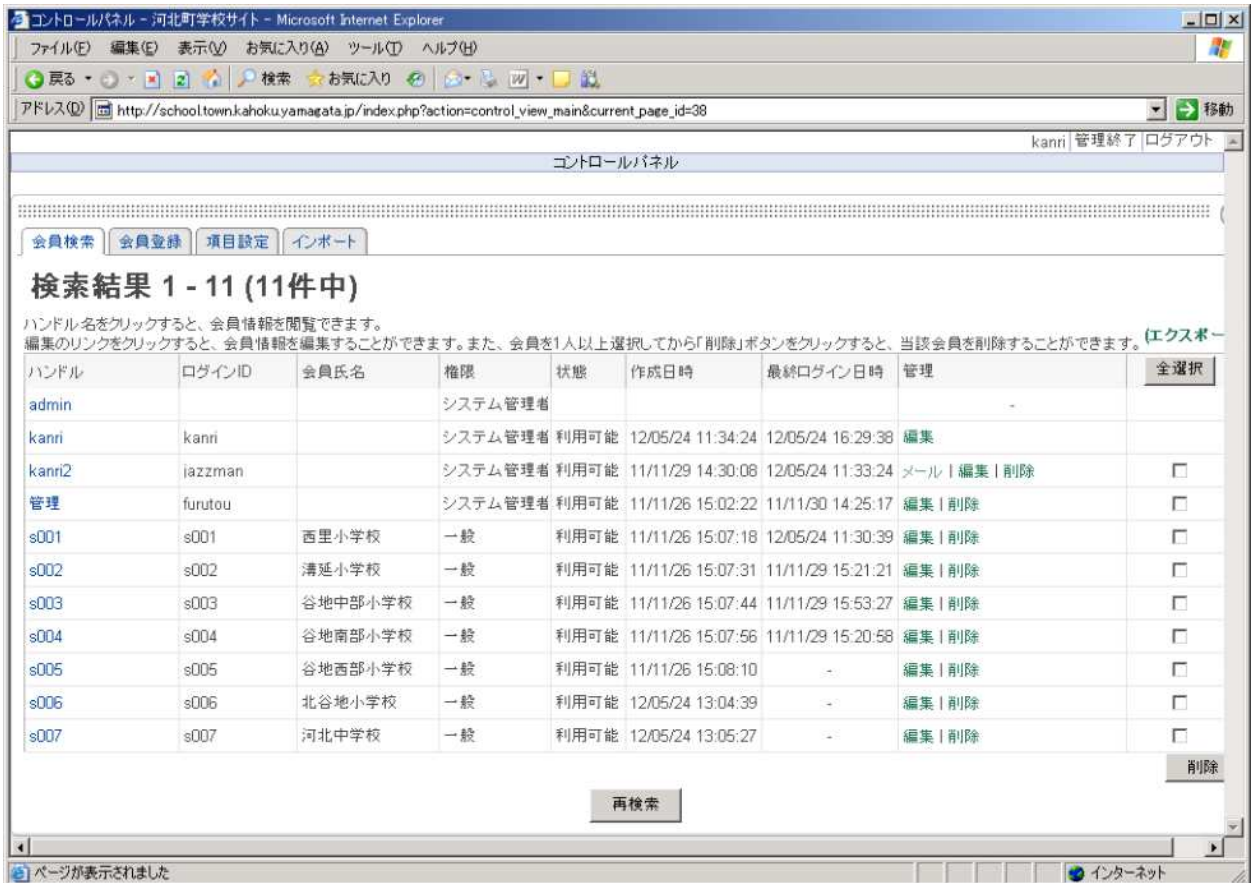 コントロールパネル - 河北町学校サイト - Microsoft Internet Explorer
ファイル(F) 編集(E) 表示(V) お気に入り(A) ツール(T) ヘルプ(H)
戻る 検索 お気に入り
アドレス(D) http://school.town.kahoku.yamagata.jp/index.php?action=control_view_main&current_page_id=38 移動
kanri 管理終了 ログアウト
コントロールパネル
会員検索 会員登録 項目設定 インポート
検索結果 1 - 11 (11件中)
ハンドル名をクリックすると、会員情報を閲覧できます。
編集のリンクをクリックすると、会員情報を編集することができます。また、会員を1人以上選択してから「削除」ボタンをクリックすると、当該会員を削除することができます。 (エクスポー
ハンドル ログインID 会員氏名 権限 状態 作成日時 最終ログイン日時 管理 全選択
admin システム管理者 -
kanri kanri システム管理者 利用可能 12/05/24 11:34:24 12/05/24 16:29:38 編集
kanri2 jazzman システム管理者 利用可能 11/11/29 14:30:08 12/05/24 11:33:24 メール | 編集 | 削除
管理 furutou システム管理者 利用可能 11/11/26 15:02:22 11/11/30 14:25:17 編集 | 削除
s001 s001 西里小学校 一般 利用可能 11/11/26 15:07:18 12/05/24 11:30:39 編集 | 削除
s002 s002 溝延小学校 一般 利用可能 11/11/26 15:07:31 11/11/29 15:21:21 編集 | 削除
s003 s003 谷地中部小学校 一般 利用可能 11/11/26 15:07:44 11/11/29 15:53:27 編集 | 削除
s004 s004 谷地南部小学校 一般 利用可能 11/11/26 15:07:56 11/11/29 15:20:58 編集 | 削除
s005 s005 谷地西部小学校 一般 利用可能 11/11/26 15:08:10 - 編集 | 削除
s006 s006 北谷地小学校 一般 利用可能 12/05/24 13:04:39 - 編集 | 削除
s007 s007 河北中学校 一般 利用可能 12/05/24 13:05:27 - 編集 | 削除
削除
再検索
ページが表示されました インターネット